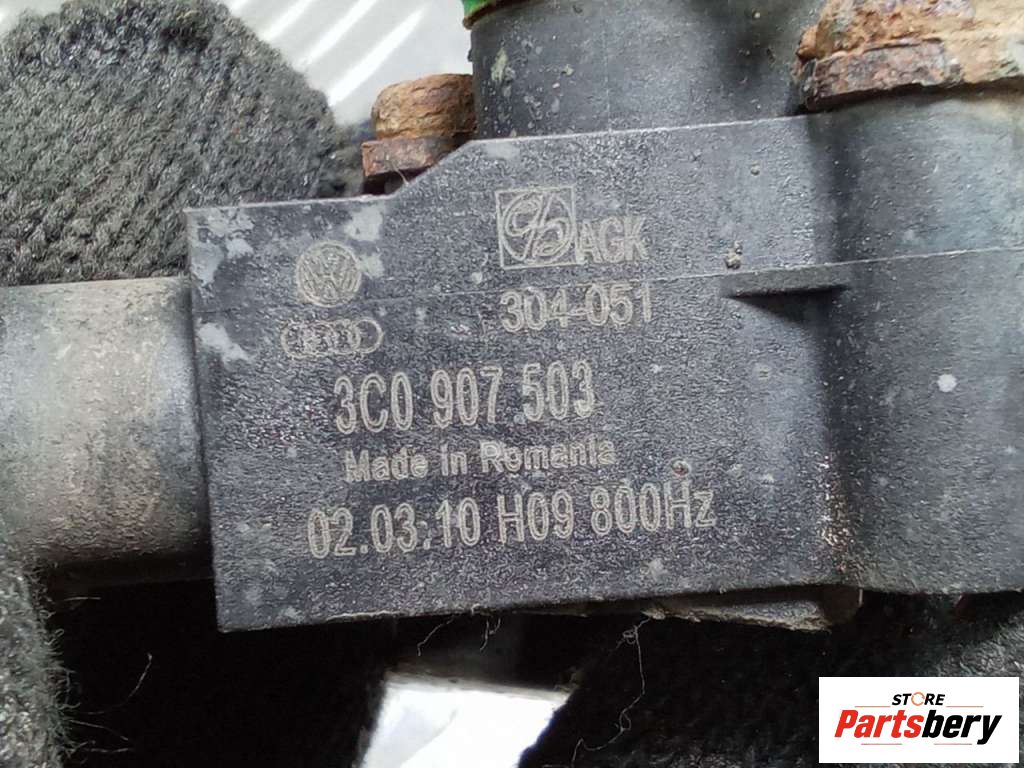 AGK
304-051
3C0 907 503
Made in Romania
02.03.10 H09 800Hz
STORE
Partsbery